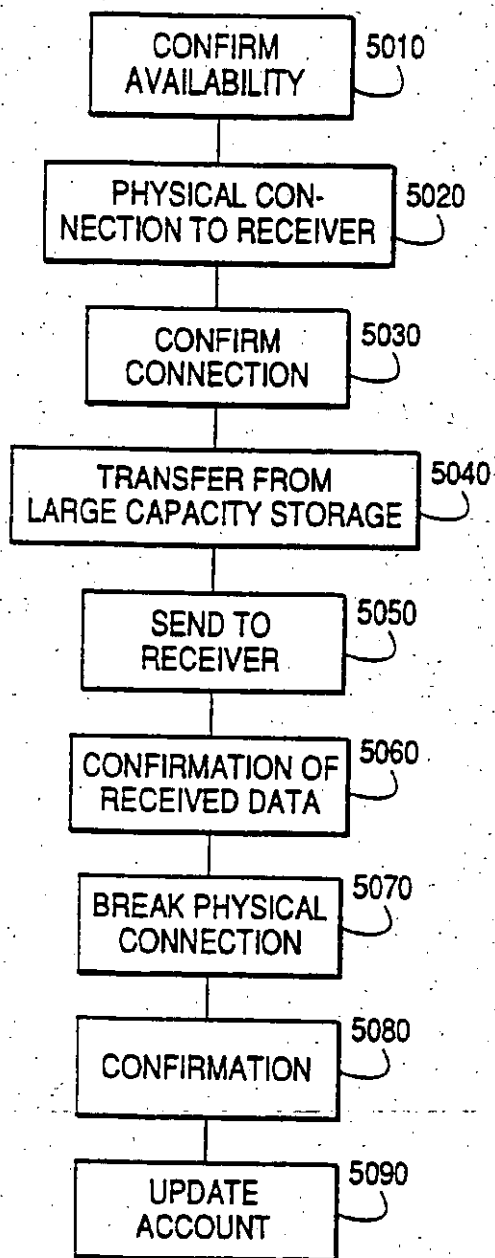 CONFIRM
AVAILABILITY
5010
PHYSICAL CON-
NECTION TO RECEIVER
5020
CONFIRM
CONNECTION
5030
TRANSFER FROM
LARGE CAPACITY STORAGE
5040
SEND TO
RECEIVER
5050
CONFIRMATION OF
RECEIVED DATA
5060
BREAK PHYSICAL
CONNECTION
5070
CONFIRMATION
5080
UPDATE
ACCOUNT
5090